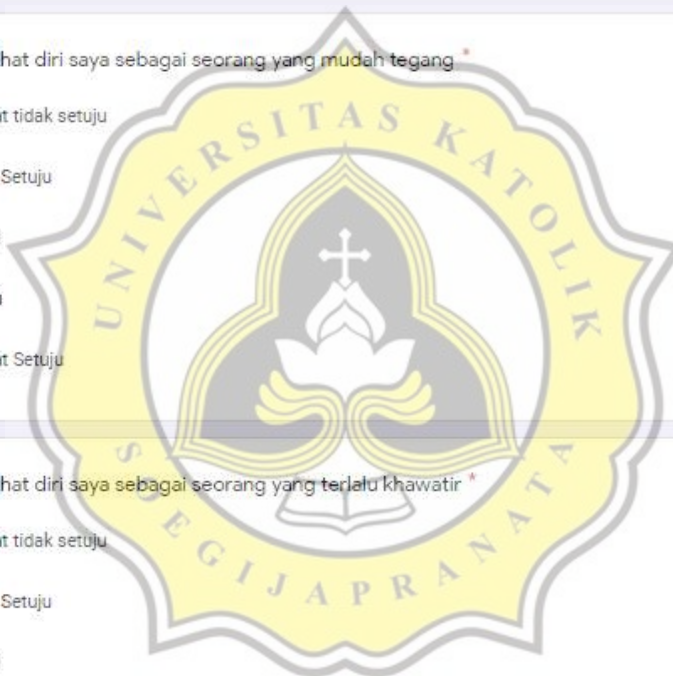 hat diri saya sebagai seorang yang mudah tegang *
t tidak setuju
Setuju
t Setuju
hat diri saya sebagai seorang yang terlalu khawatir *
t tidak setuju
Setuju
UNIVERSITAS KATOLIK
SOEGIJAPRANATA